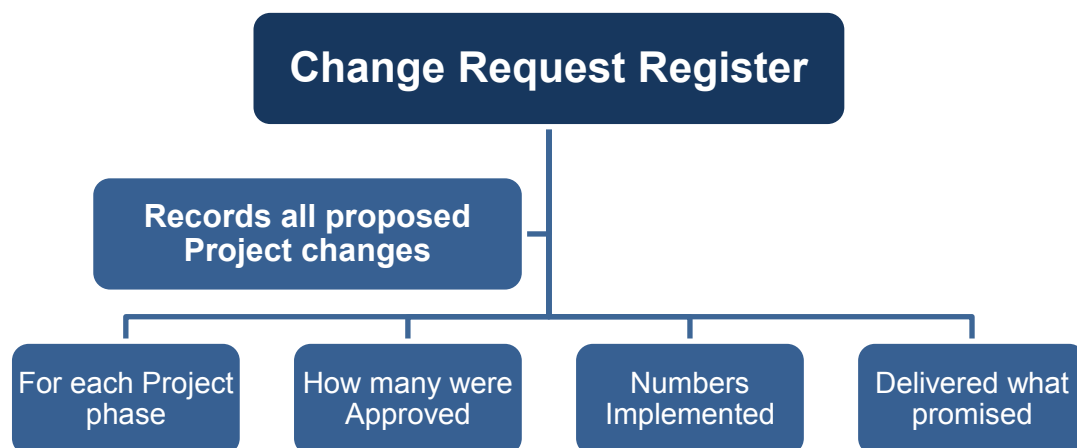 Change Request Register
Records all proposed
Project changes
For each Project
phase
How many were
Approved
Numbers
Implemented
Delivered what
promised